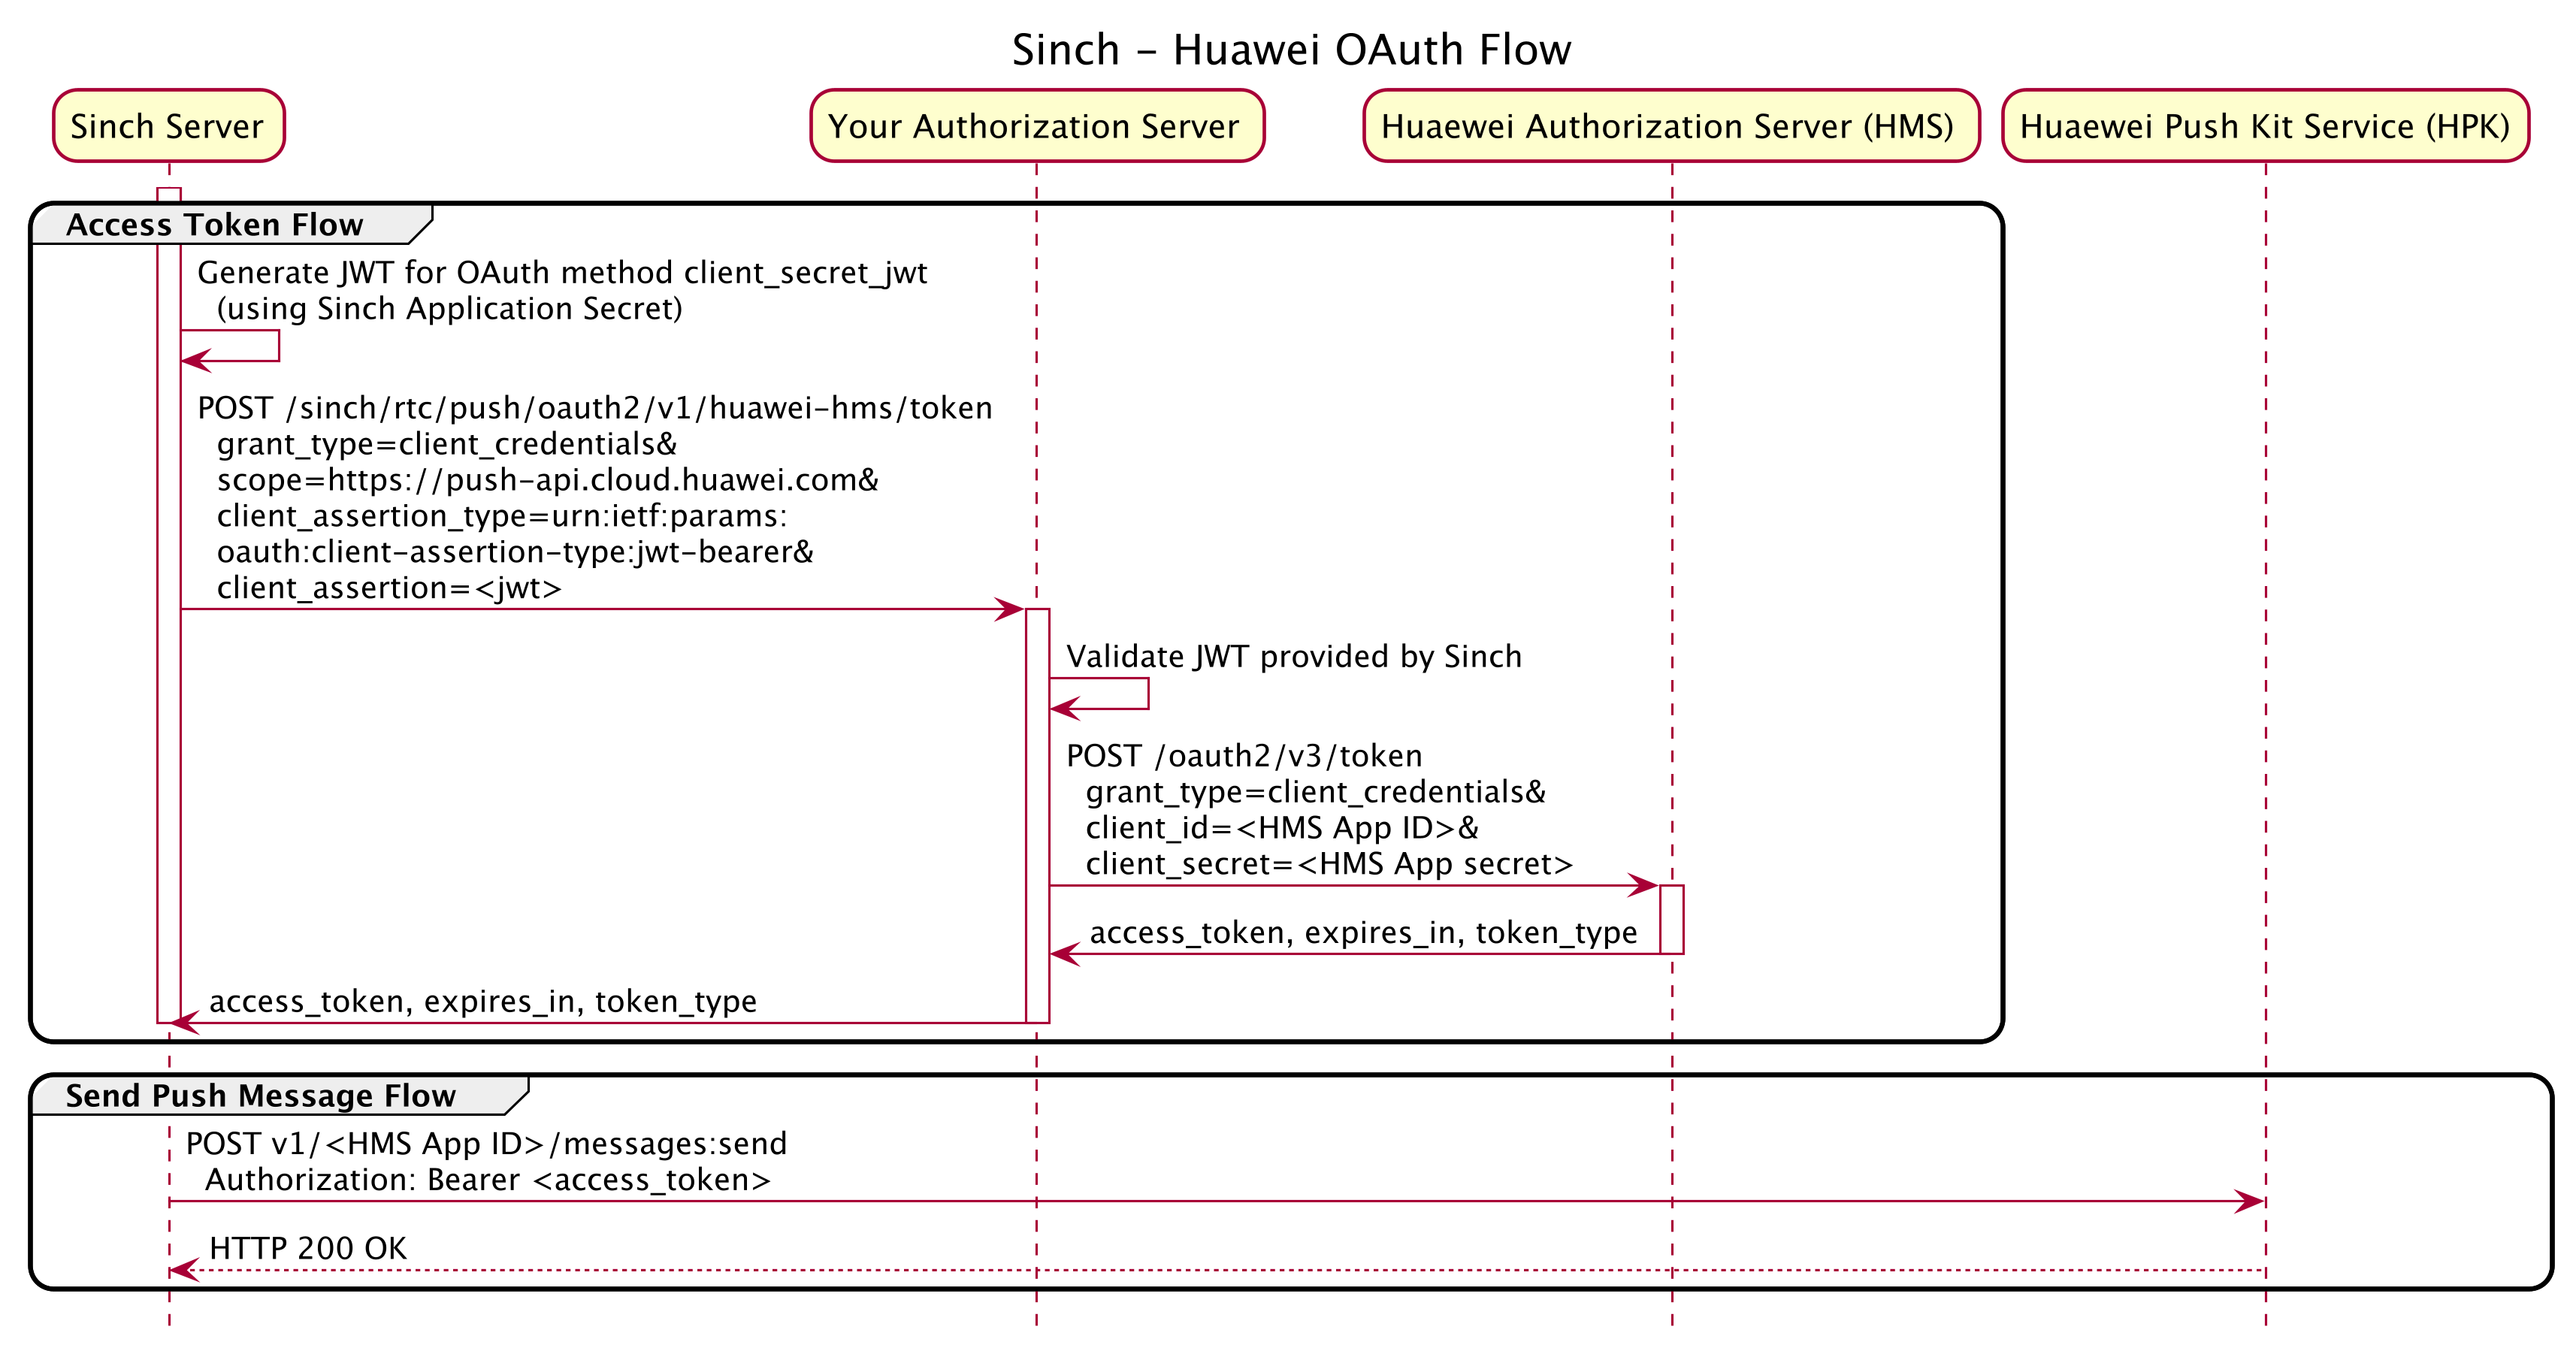 Sinch – Huawei OAuth Flow
Sinch Server
Your Authorization Server
Huaewei Authorization Server (HMS)
Huaewei Push Kit Service (HPK)
Access Token Flow
Generate JWT for OAuth method client_secret_jwt
(using Sinch Application Secret)
POST /sinch/rtc/push/oauth2/v1/huawei-hms/token
grant_type=client_credentials&
scope=https://push-api.cloud.huawei.com&
client_assertion_type=urn:ietf:params:
oauth:client-assertion-type:jwt-bearer&
client_assertion=<jwt>
Validate JWT provided by Sinch
POST /oauth2/v3/token
grant_type=client_credentials&
client_id=<HMS App ID>&
client_secret=<HMS App secret>
access_token, expires_in, token_type
access_token, expires_in, token_type
Send Push Message Flow
POST v1/<HMS App ID>/messages:send
Authorization: Bearer <access_token>
HTTP 200 OK